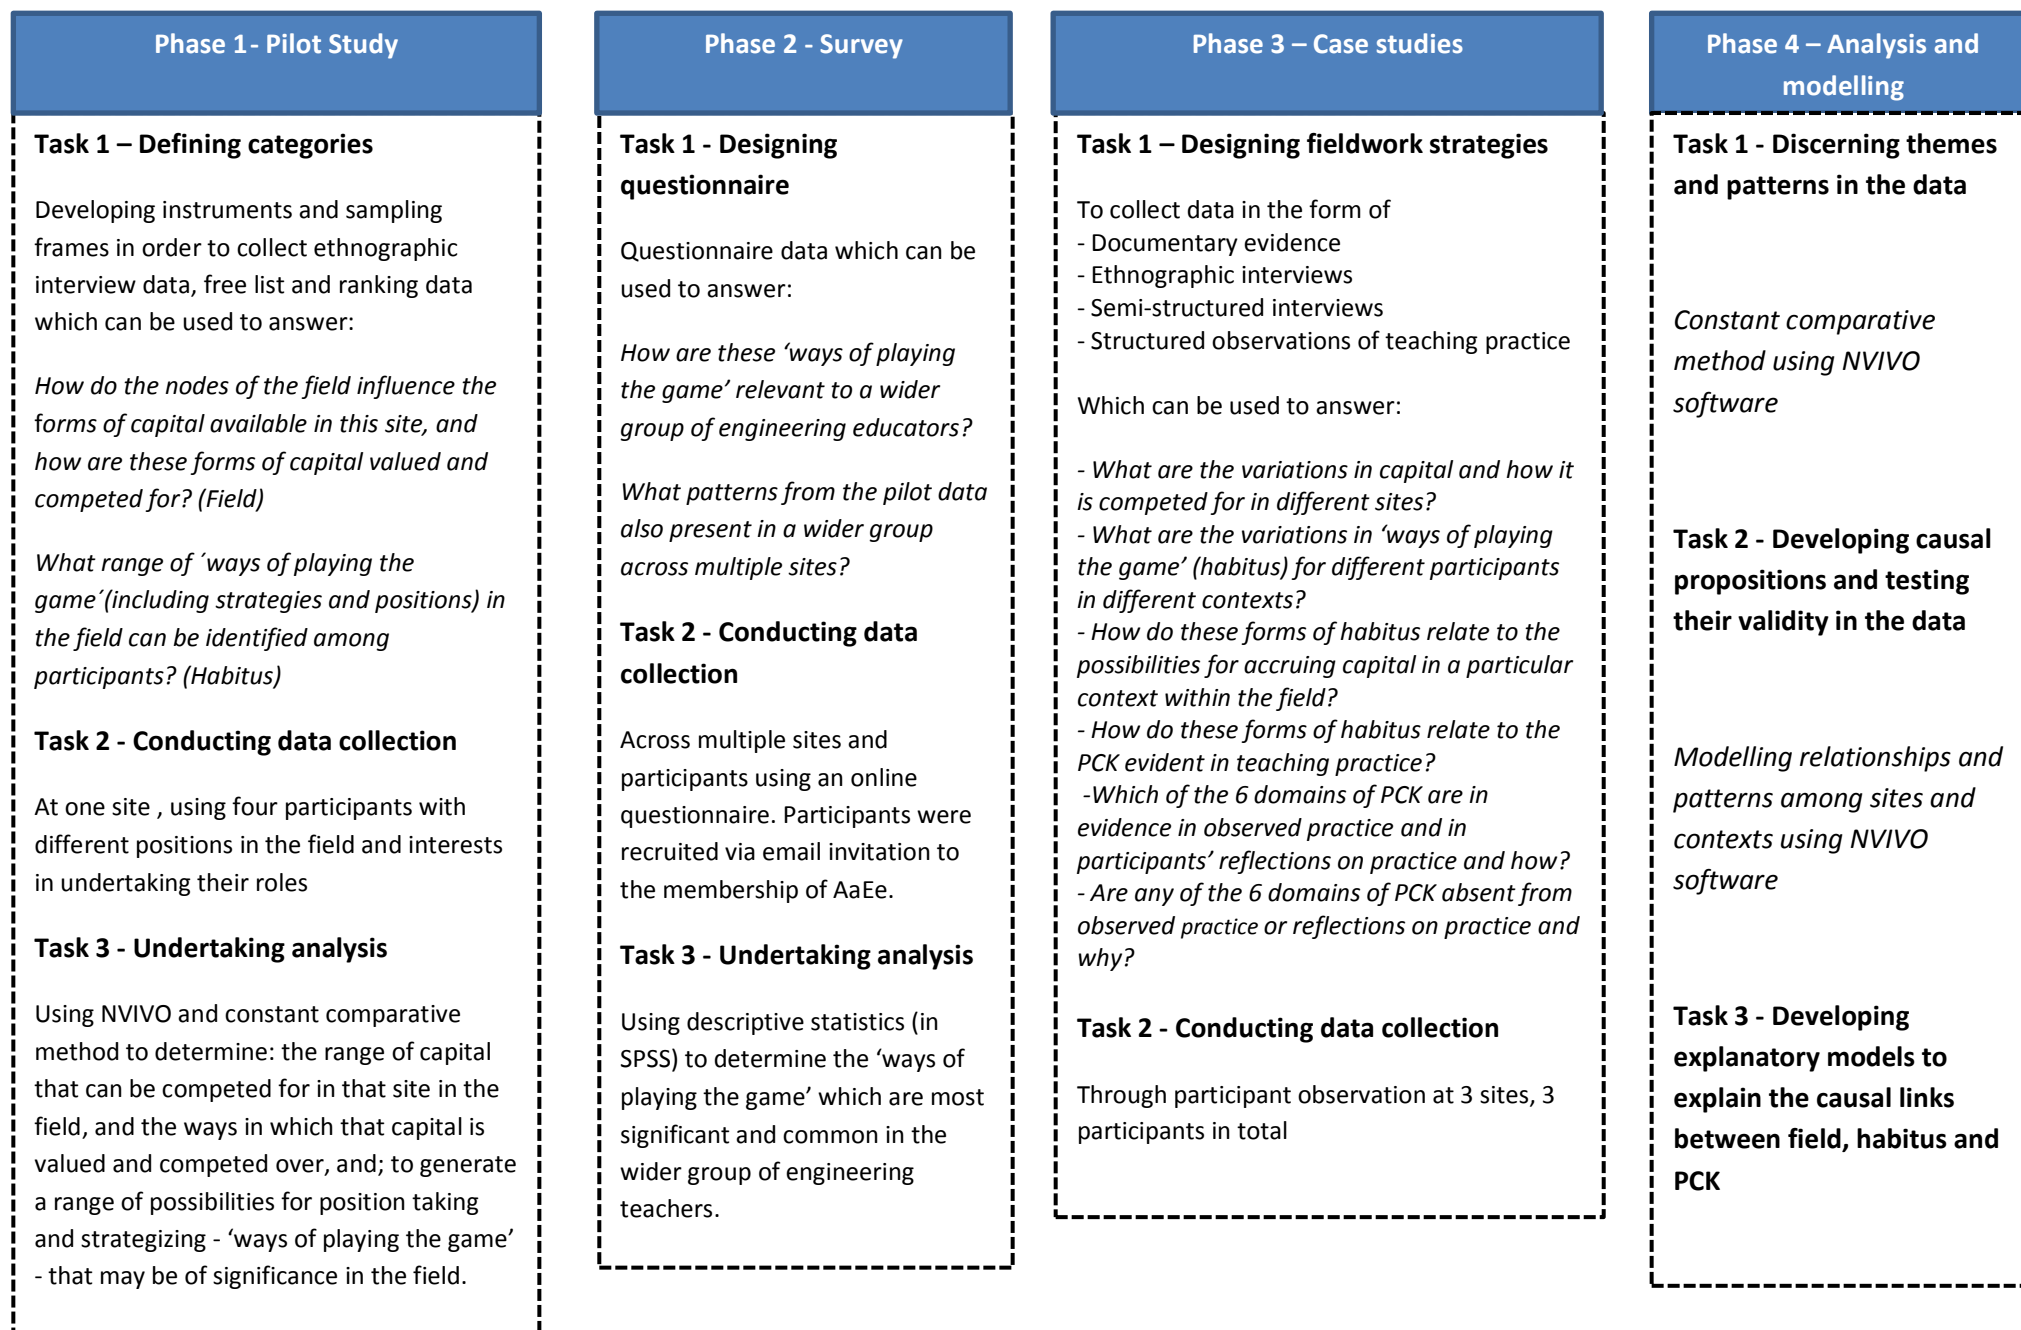 Phase 1- Pilot Study
Task 1 – Defining categories
Developing instruments and sampling
frames in order to collect ethnographic
interview data, free list and ranking data
which can be used to answer:
How do the nodes of the field influence the
forms of capital available in this site, and
how are these forms of capital valued and
competed for? (Field)
What range of ´ways of playing the
game´(including strategies and positions) in
the field can be identified among
participants? (Habitus)
Task 2 - Conducting data collection
At one site , using four participants with
different positions in the field and interests
in undertaking their roles
Task 3 - Undertaking analysis
Using NVIVO and constant comparative
method to determine: the range of capital
that can be competed for in that site in the
field, and the ways in which that capital is
valued and competed over, and; to generate
a range of possibilities for position taking
and strategizing - ‘ways of playing the game’
- that may be of significance in the field.
Phase 2 - Survey
Task 1 - Designing
questionnaire
Questionnaire data which can be
used to answer:
How are these ‘ways of playing
the game’ relevant to a wider
group of engineering educators?
What patterns from the pilot data
also present in a wider group
across multiple sites?
Task 2 - Conducting data
collection
Across multiple sites and
participants using an online
questionnaire. Participants were
recruited via email invitation to
the membership of AaEe.
Task 3 - Undertaking analysis
Using descriptive statistics (in
SPSS) to determine the ‘ways of
playing the game’ which are most
significant and common in the
wider group of engineering
teachers.
Phase 3 – Case studies
Task 1 – Designing fieldwork strategies
To collect data in the form of
- Documentary evidence
- Ethnographic interviews
- Semi-structured interviews
- Structured observations of teaching practice
Which can be used to answer:
- What are the variations in capital and how it
is competed for in different sites?
- What are the variations in ‘ways of playing
the game’ (habitus) for different participants
in different contexts?
- How do these forms of habitus relate to the
possibilities for accruing capital in a particular
context within the field?
- How do these forms of habitus relate to the
PCK evident in teaching practice?
-Which of the 6 domains of PCK are in
evidence in observed practice and in
participants’ reflections on practice and how?
- Are any of the 6 domains of PCK absent from
observed practice or reflections on practice and
why?
Task 2 - Conducting data collection
Through participant observation at 3 sites, 3
participants in total
Phase 4 – Analysis and
modelling
Task 1 - Discerning themes
and patterns in the data
Constant comparative
method using NVIVO
software
Task 2 - Developing causal
propositions and testing
their validity in the data
Modelling relationships and
patterns among sites and
contexts using NVIVO
software
Task 3 - Developing
explanatory models to
explain the causal links
between field, habitus and
PCK